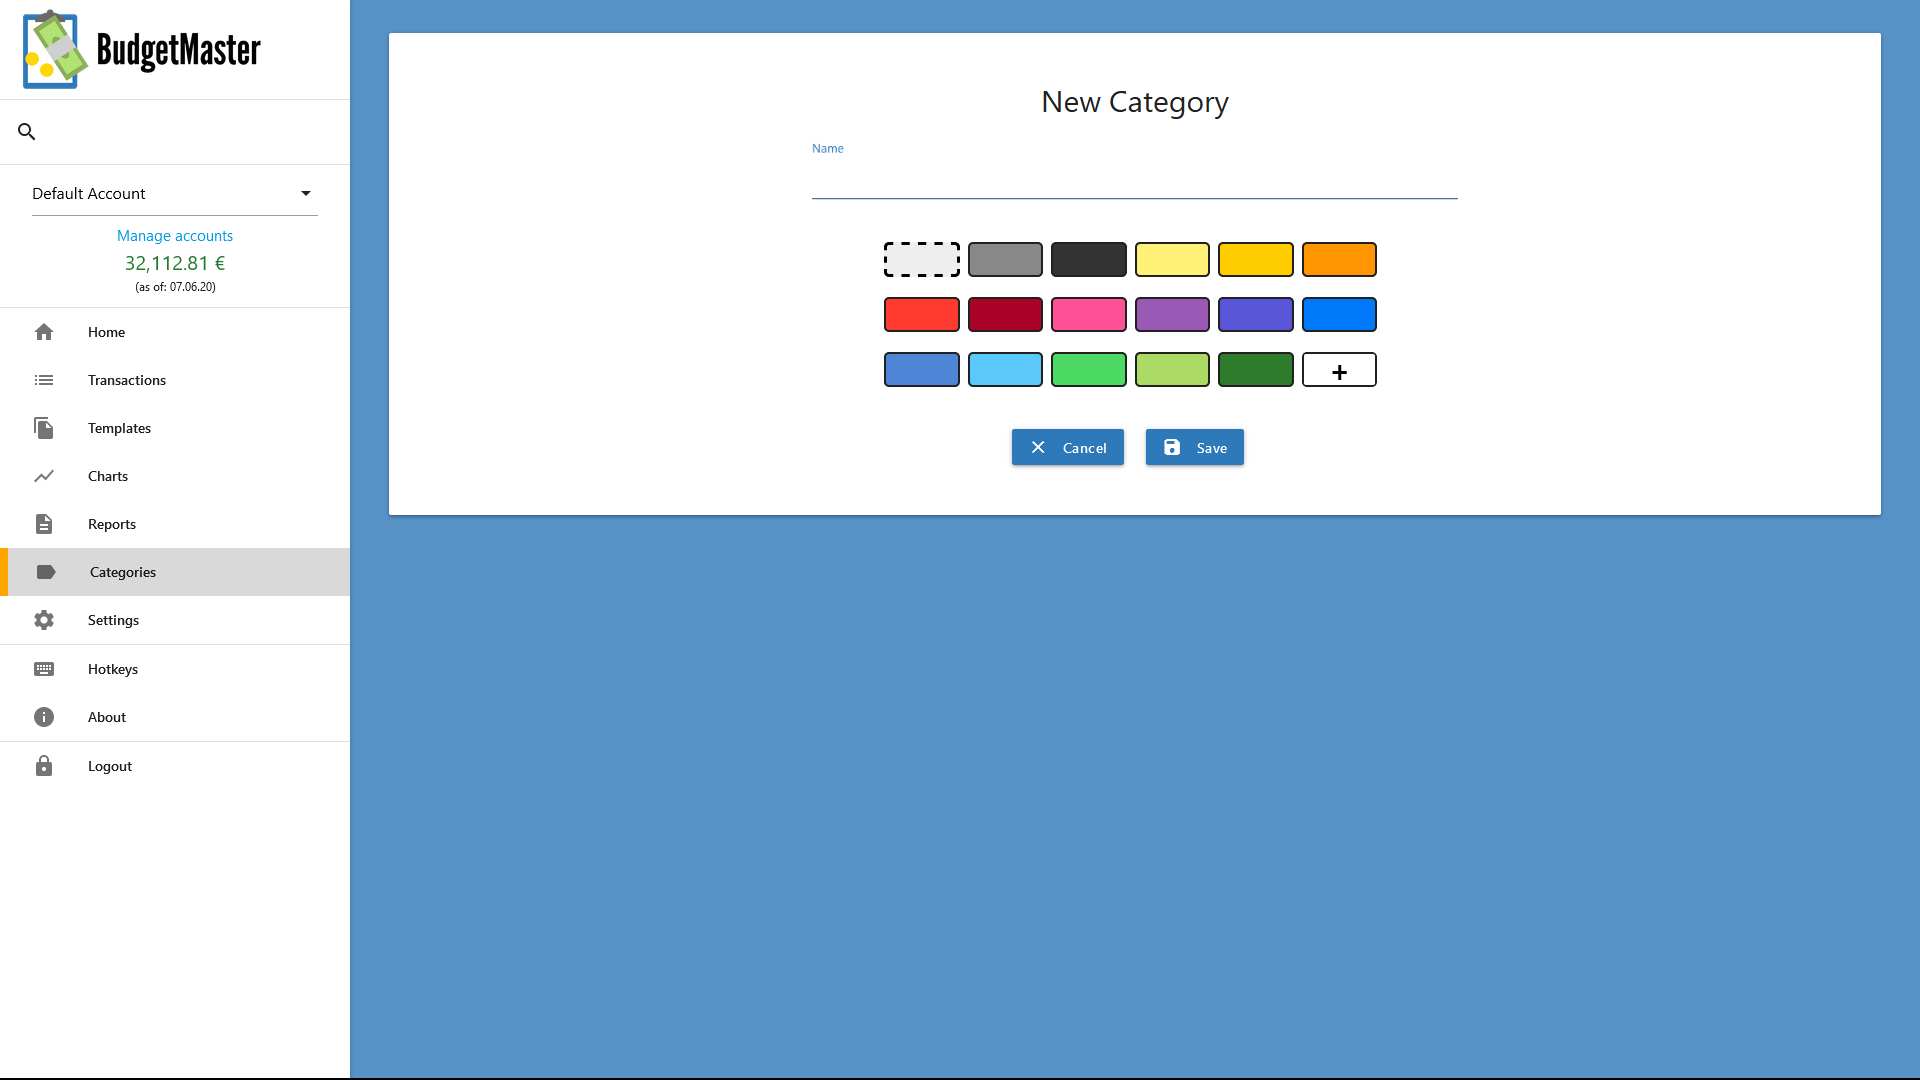 BudgetMaster
Default Account
Manage accounts
32,112.81 €
(as of: 07.06.20)
Home
Transactions
Templates
Charts
Reports
Categories
Settings
Hotkeys
About
Logout
New Category
Name
+
Cancel
Save